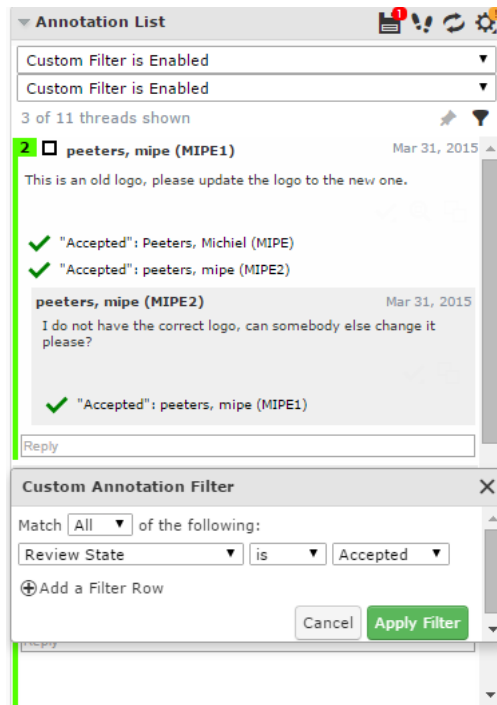 Annotation List
1
Custom Filter is Enabled
Custom Filter is Enabled
3 of 11 threads shown
2 peeters, mipe (MIPE1) Mar 31, 2015
This is an old logo, please update the logo to the new one.
"Accepted": Peeters, Michiel (MIPE)
"Accepted": peeters, mipe (MIPE2)
peeters, mipe (MIPE2) Mar 31, 2015
I do not have the correct logo, can somebody else change it
please?
"Accepted": peeters, mipe (MIPE1)
Reply
Custom Annotation Filter
Match All of the following:
Review State is Accepted
Add a Filter Row
Cancel Apply Filter
Reply